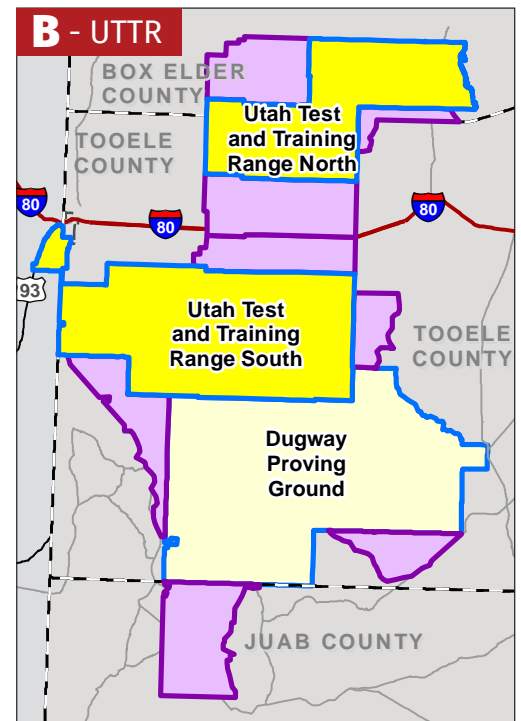 B - UTTR
BOX ELDER
COUNTY
Utah Test
and Training
Range North
TOOELE
COUNTY
80
80
80
93
Utah Test
and Training
Range South
TOOELE
COUNTY
Dugway
Proving
Ground
JUAB COUNTY